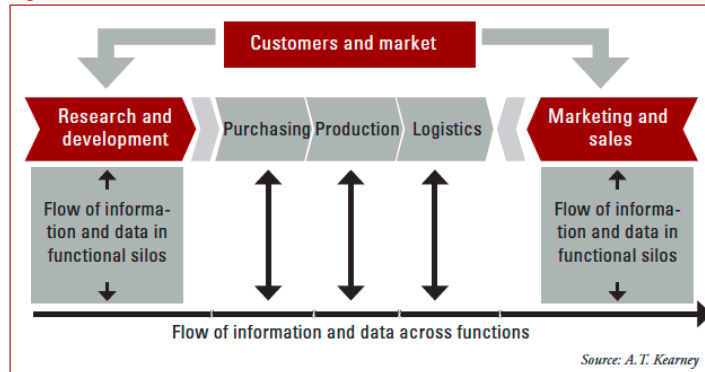 Customers and market
Research and
development
Purchasing
Production
Logistics
Marketing and
sales
Flow of informa-
tion and data in
functional silos
Flow of informa-
tion and data in
functional silos
Flow of information and data across functions
Source: A.T. Kearney